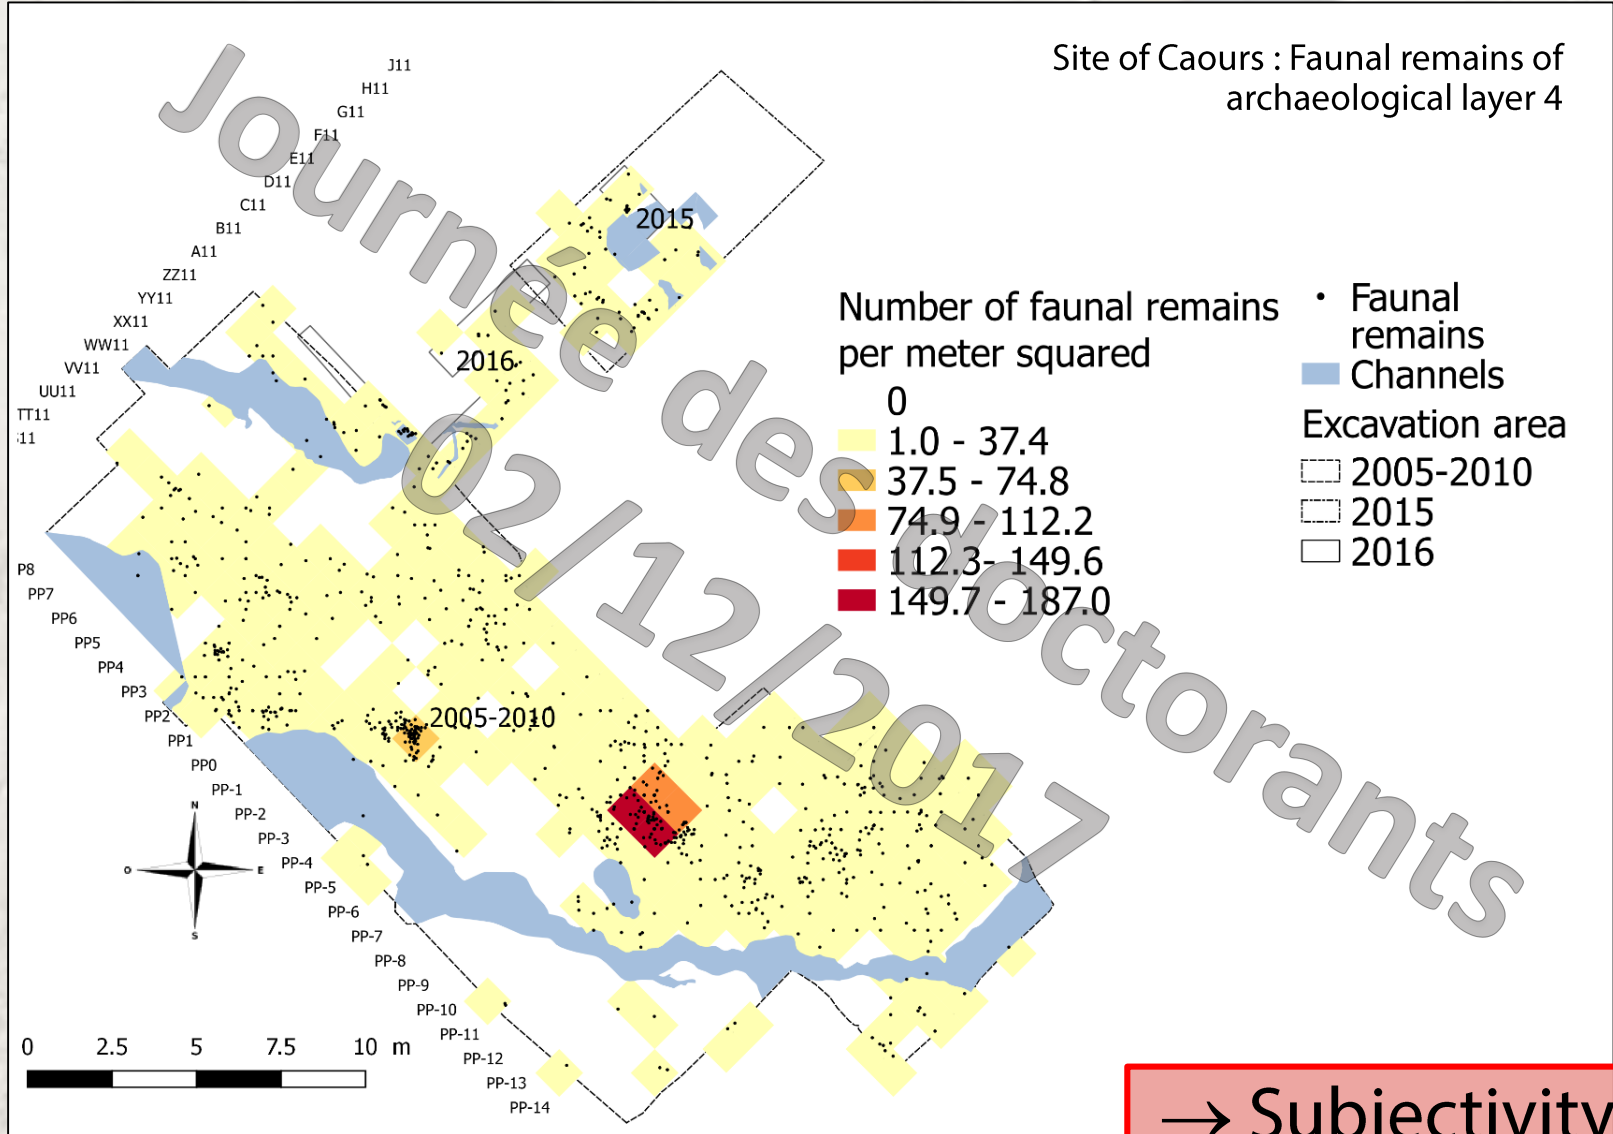 Site of Caours : Faunal remains of
archaeological layer 4
J11
H11
G11
F11
E11
D11
C11
B11
A11
ZZ11
YY11
XX11
WW11
VV11
UU11
TT11
11
P8
PP7
PP6
PP5
PP4
PP3
PP2
PP1
PP0
PP-1
PP-2
PP-3
PP-4
PP-5
PP-6
PP-7
PP-8
PP-9
PP-10
PP-11
PP-12
PP-13
PP-14
2015
2016
2005-2010
Number of faunal remains
per meter squared
0
1.0 - 37.4
37.5 - 74.8
74.9 - 112.2
112.3- 149.6
149.7 - 187.0
Faunal
remains
Channels
Excavation area
2005-2010
2015
2016
N
O
E
S
0 2.5 5 7.5 10 m
Journée des doctorants
02/12/2017
→ Subjectivity